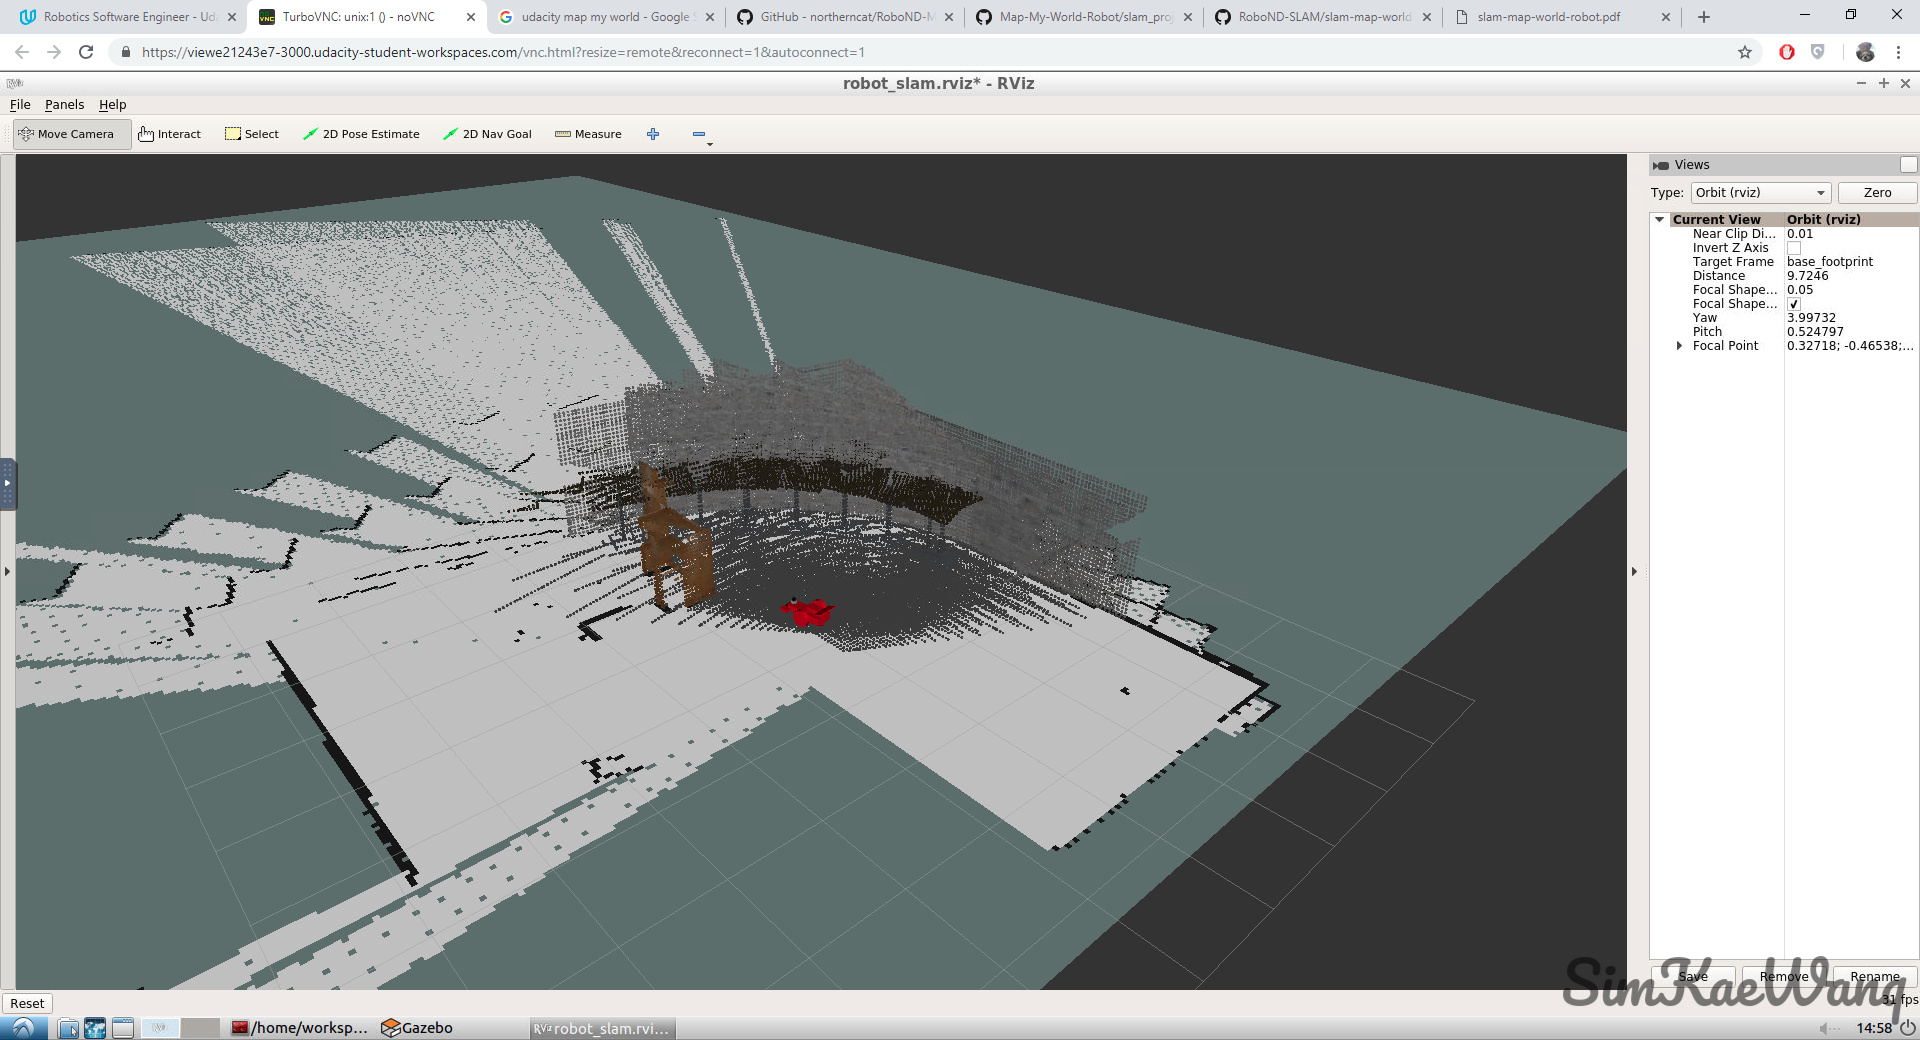 Robotics Software Engineer - Uda
TurboVNC: unix:1 () - noVNC
udacity map my world - Google S
GitHub - northerncat/RoboND-M
Map-My-World-Robot/slam_proj
RoboND-SLAM/slam-map-world
slam-map-world-robot.pdf
https://viewe21243e7-3000.udacity-student-workspaces.com/vnc.html?resize=remote&reconnect=1&autoconnect=1
robot_slam.rviz* - RViz
File Panels Help
Move Camera Interact Select 2D Pose Estimate 2D Nav Goal Measure
Views
Type: Orbit (rviz) Zero
Current View Orbit (rviz)
Near Clip Di... 0.01
Invert Z Axis
Target Frame base_footprint
Distance 9.7246
Focal Shape... 0.05
Focal Shape... ✓
Yaw 3.99732
Pitch 0.524797
Focal Point 0.32718; -0.46538;...
Save Remove Rename
SimKaeWang
Reset
31 fps
/home/worksp... Gazebo RViz robot_slam.rvi... 14:58